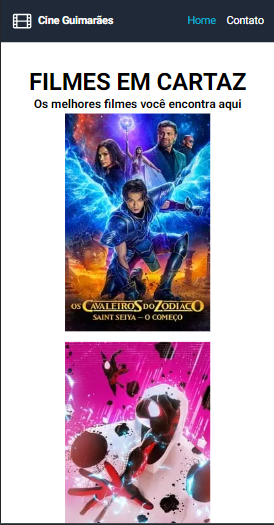 Cine Guimarães Home Contato
FILMES EM CARTAZ
Os melhores filmes você encontra aqui
OS CAVALEIROS DO ZODIACO
SAINT SEIYA – O COMEÇO